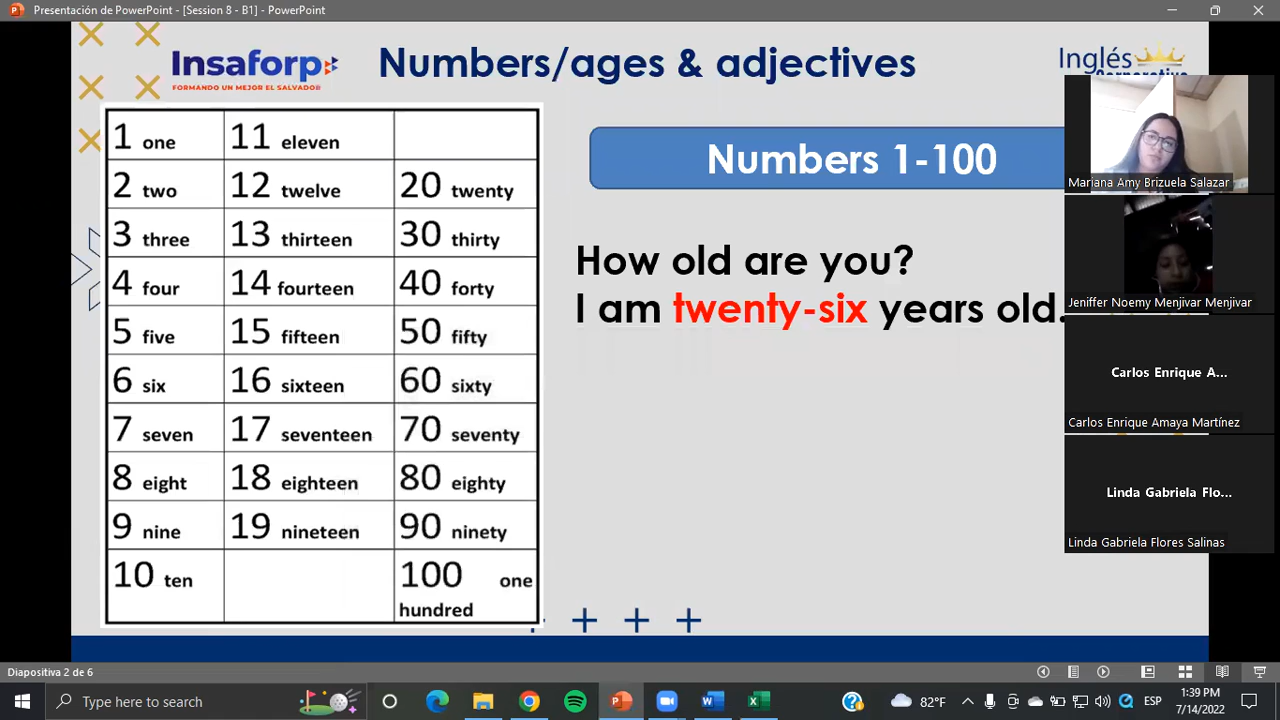 Presentación de PowerPoint - [Session 8 - B1] - PowerPoint
Insaforp
FORMANDO UN MEJOR EL SALVADOR
Numbers/ages & adjectives
Inglés
Corporativo
1 one 11 eleven
2 two 12 twelve 20 twenty
3 three 13 thirteen 30 thirty
4 four 14 fourteen 40 forty
5 five 15 fifteen 50 fifty
6 six 16 sixteen 60 sixty
7 seven 17 seventeen 70 seventy
8 eight 18 eighteen 80 eighty
9 nine 19 nineteen 90 ninety
10 ten 100 one
hundred
Numbers 1-100
How old are you?
I am twenty-six years old.
Mariana Amy Brizuela Salazar
Jeniffer Noemy Menjivar Menjivar
Carlos Enrique A...
Carlos Enrique Amaya Martínez
Linda Gabriela Flo...
Linda Gabriela Flores Salinas
Diapositiva 2 de 6
Type here to search
82°F
ESP
1:39 PM
7/14/2022